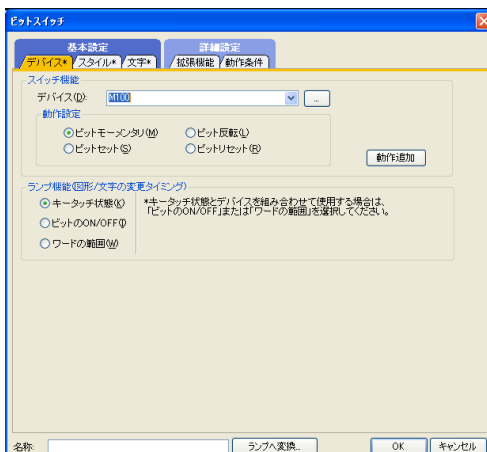 ビットスイッチ
基本設定 詳細設定
デバイス* スタイル* 文字* 拡張機能 動作条件
スイッチ機能
デバイス(D): M100 ...
動作設定
ビットモーメンタリ(M) ビット反転(L)
ビットセット(S) ビットリセット(R)
動作追加
ランプ機能(図形/文字の変更タイミング)
キータッチ状態(K) *キータッチ状態とデバイスを組み合わせて使用する場合は、
ビットのON/OFF(I) 「ビットのON/OFF」または「ワードの範囲」を選択してください。
ワードの範囲(W)
名称: ランプへ変換... OK キャンセル